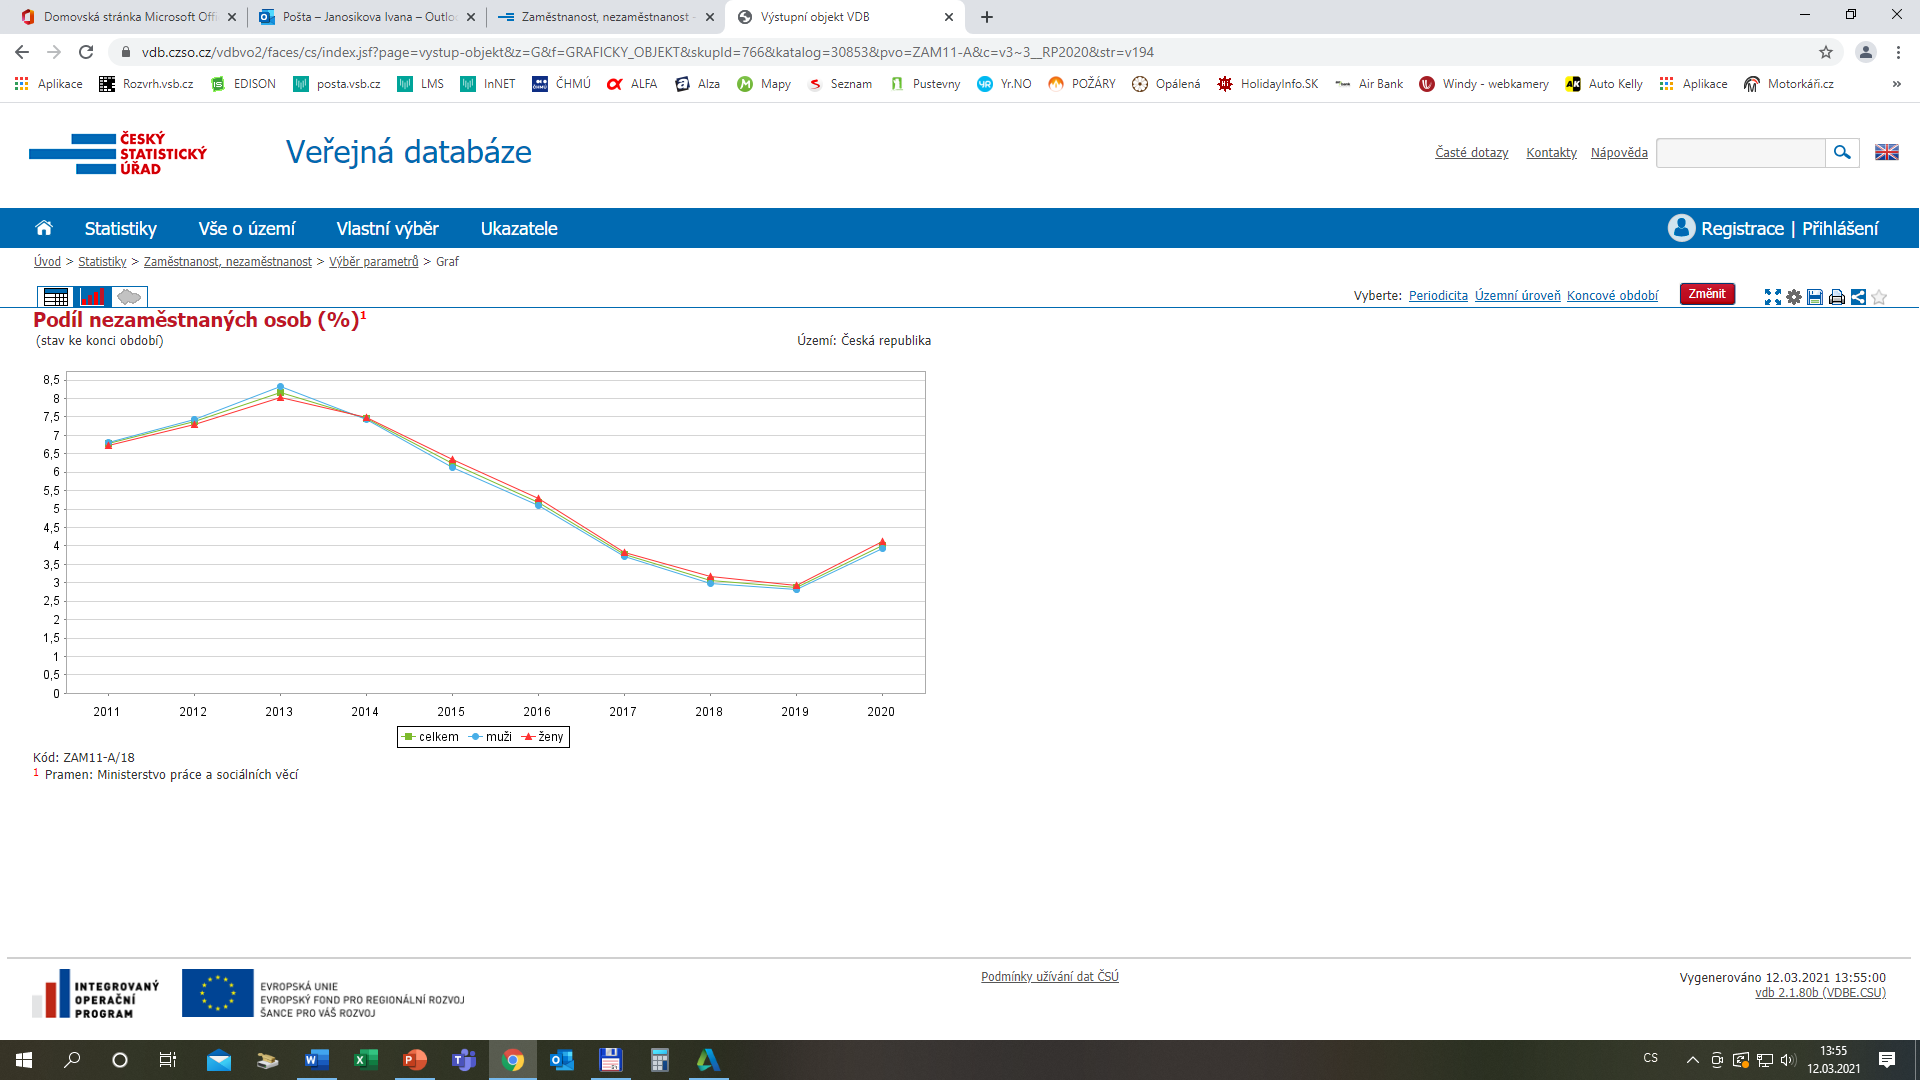 Domovská stránka Microsoft Offi
Pošta – Janosikova Ivana – Outlo
Zaměstnanost, nezaměstnanost -
Výstupní objekt VDB
vdb.czso.cz/vdbvo2/faces/cs/index.jsf?page=vystup-objekt&z=G&f=GRAFICKY_OBJEKT&skupId=766&katalog=30853&pvo=ZAM11-A&c=v3~3__RP2020&str=v194
Aplikace Rozvrh.vsb.cz EDISON posta.vsb.cz LMS InNET ČHMÚ ALFA Alza Mapy Seznam Pustevny Yr.NO POŽÁRY Opálená HolidayInfo.SK Air Bank Windy - webkamery Auto Kelly Aplikace Motorkáři.cz »
ČESKÝ
STATISTICKÝ
ÚŘAD
Veřejná databáze
Časté dotazy Kontakty Nápověda
Statistiky Vše o území Vlastní výběr Ukazatele Registrace | Přihlášení
Úvod > Statistiky > Zaměstnanost, nezaměstnanost > Výběr parametrů > Graf
Vyberte: Periodicita Územní úroveň Koncové období Změnit
Podíl nezaměstnaných osob (%)1
(stav ke konci období) Území: Česká republika
8,5
8
7,5
7
6,5
6
5,5
5
4,5
4
3,5
3
2,5
2
1,5
1
0,5
0
2011 2012 2013 2014 2015 2016 2017 2018 2019 2020
celkem muži ženy
Kód: ZAM11-A/18
1 Pramen: Ministerstvo práce a sociálních věcí
INTEGROVANÝ
OPERAČNÍ
PROGRAM
EVROPSKÁ UNIE
EVROPSKÝ FOND PRO REGIONÁLNÍ ROZVOJ
ŠANCE PRO VÁŠ ROZVOJ
Podmínky užívání dat ČSÚ
Vygenerováno 12.03.2021 13:55:00
vdb 2.1.80b (VDBE.CSU)
CS
13:55
12.03.2021